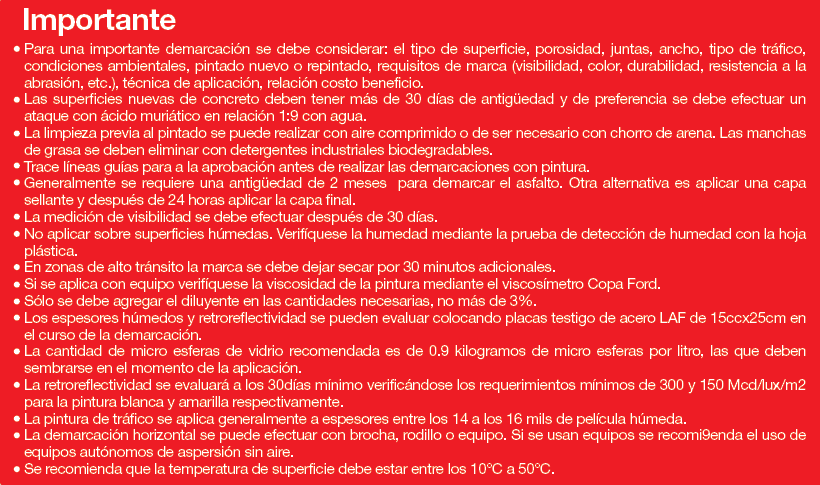 Importante
• Para una importante demarcación se debe considerar: el tipo de superficie, porosidad, juntas, ancho, tipo de tráfico,
condiciones ambientales, pintado nuevo o repintado, requisitos de marca (visibilidad, color, durabilidad, resistencia a la
abrasión, etc.), técnica de aplicación, relación costo beneficio.
• Las superficies nuevas de concreto deben tener más de 30 días de antigüedad y de preferencia se debe efectuar un
ataque con ácido muriático en relación 1:9 con agua.
• La limpieza previa al pintado se puede realizar con aire comprimido o de ser necesario con chorro de arena. Las manchas
de grasa se deben eliminar con detergentes industriales biodegradables.
• Trace líneas guías para a la aprobación antes de realizar las demarcaciones con pintura.
• Generalmente se requiere una antigüedad de 2 meses para demarcar el asfalto. Otra alternativa es aplicar una capa
sellante y después de 24 horas aplicar la capa final.
• La medición de visibilidad se debe efectuar después de 30 días.
• No aplicar sobre superficies húmedas. Verifíquese la humedad mediante la prueba de detección de humedad con la hoja
plástica.
• En zonas de alto tránsito la marca se debe dejar secar por 30 minutos adicionales.
• Si se aplica con equipo verifíquese la viscosidad de la pintura mediante el viscosímetro Copa Ford.
• Sólo se debe agregar el diluyente en las cantidades necesarias, no más de 3%.
• Los espesores húmedos y retroreflectividad se pueden evaluar colocando placas testigo de acero LAF de 15ccx25cm en
el curso de la demarcación.
• La cantidad de micro esferas de vidrio recomendada es de 0.9 kilogramos de micro esferas por litro, las que deben
sembrarse en el momento de la aplicación.
• La retroreflectividad se evaluará a los 30días mínimo verificándose los requerimientos mínimos de 300 y 150 Mcd/lux/m2
para la pintura blanca y amarilla respectivamente.
• La pintura de tráfico se aplica generalmente a espesores entre los 14 a los 16 mils de película húmeda.
• La demarcación horizontal se puede efectuar con brocha, rodillo o equipo. Si se usan equipos se recomi9enda el uso de
equipos autónomos de aspersión sin aire.
• Se recomienda que la temperatura de superficie debe estar entre los 10°C a 50°C.